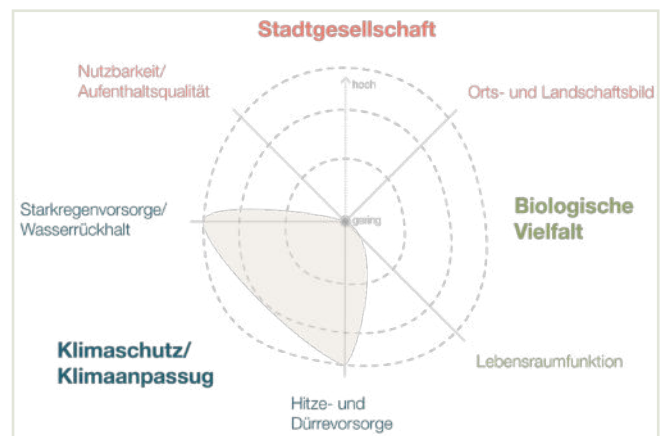 Stadtgesellschaft
Nutzbarkeit/
Aufenthaltsqualität
hoch
Orts- und Landschaftsbild
Starkregenvorsorge/
Wasserrückhalt
gering
Biologische
Vielfalt
Klimaschutz/
Klimaanpassug
Lebensraumfunktion
Hitze- und
Dürrevorsorge